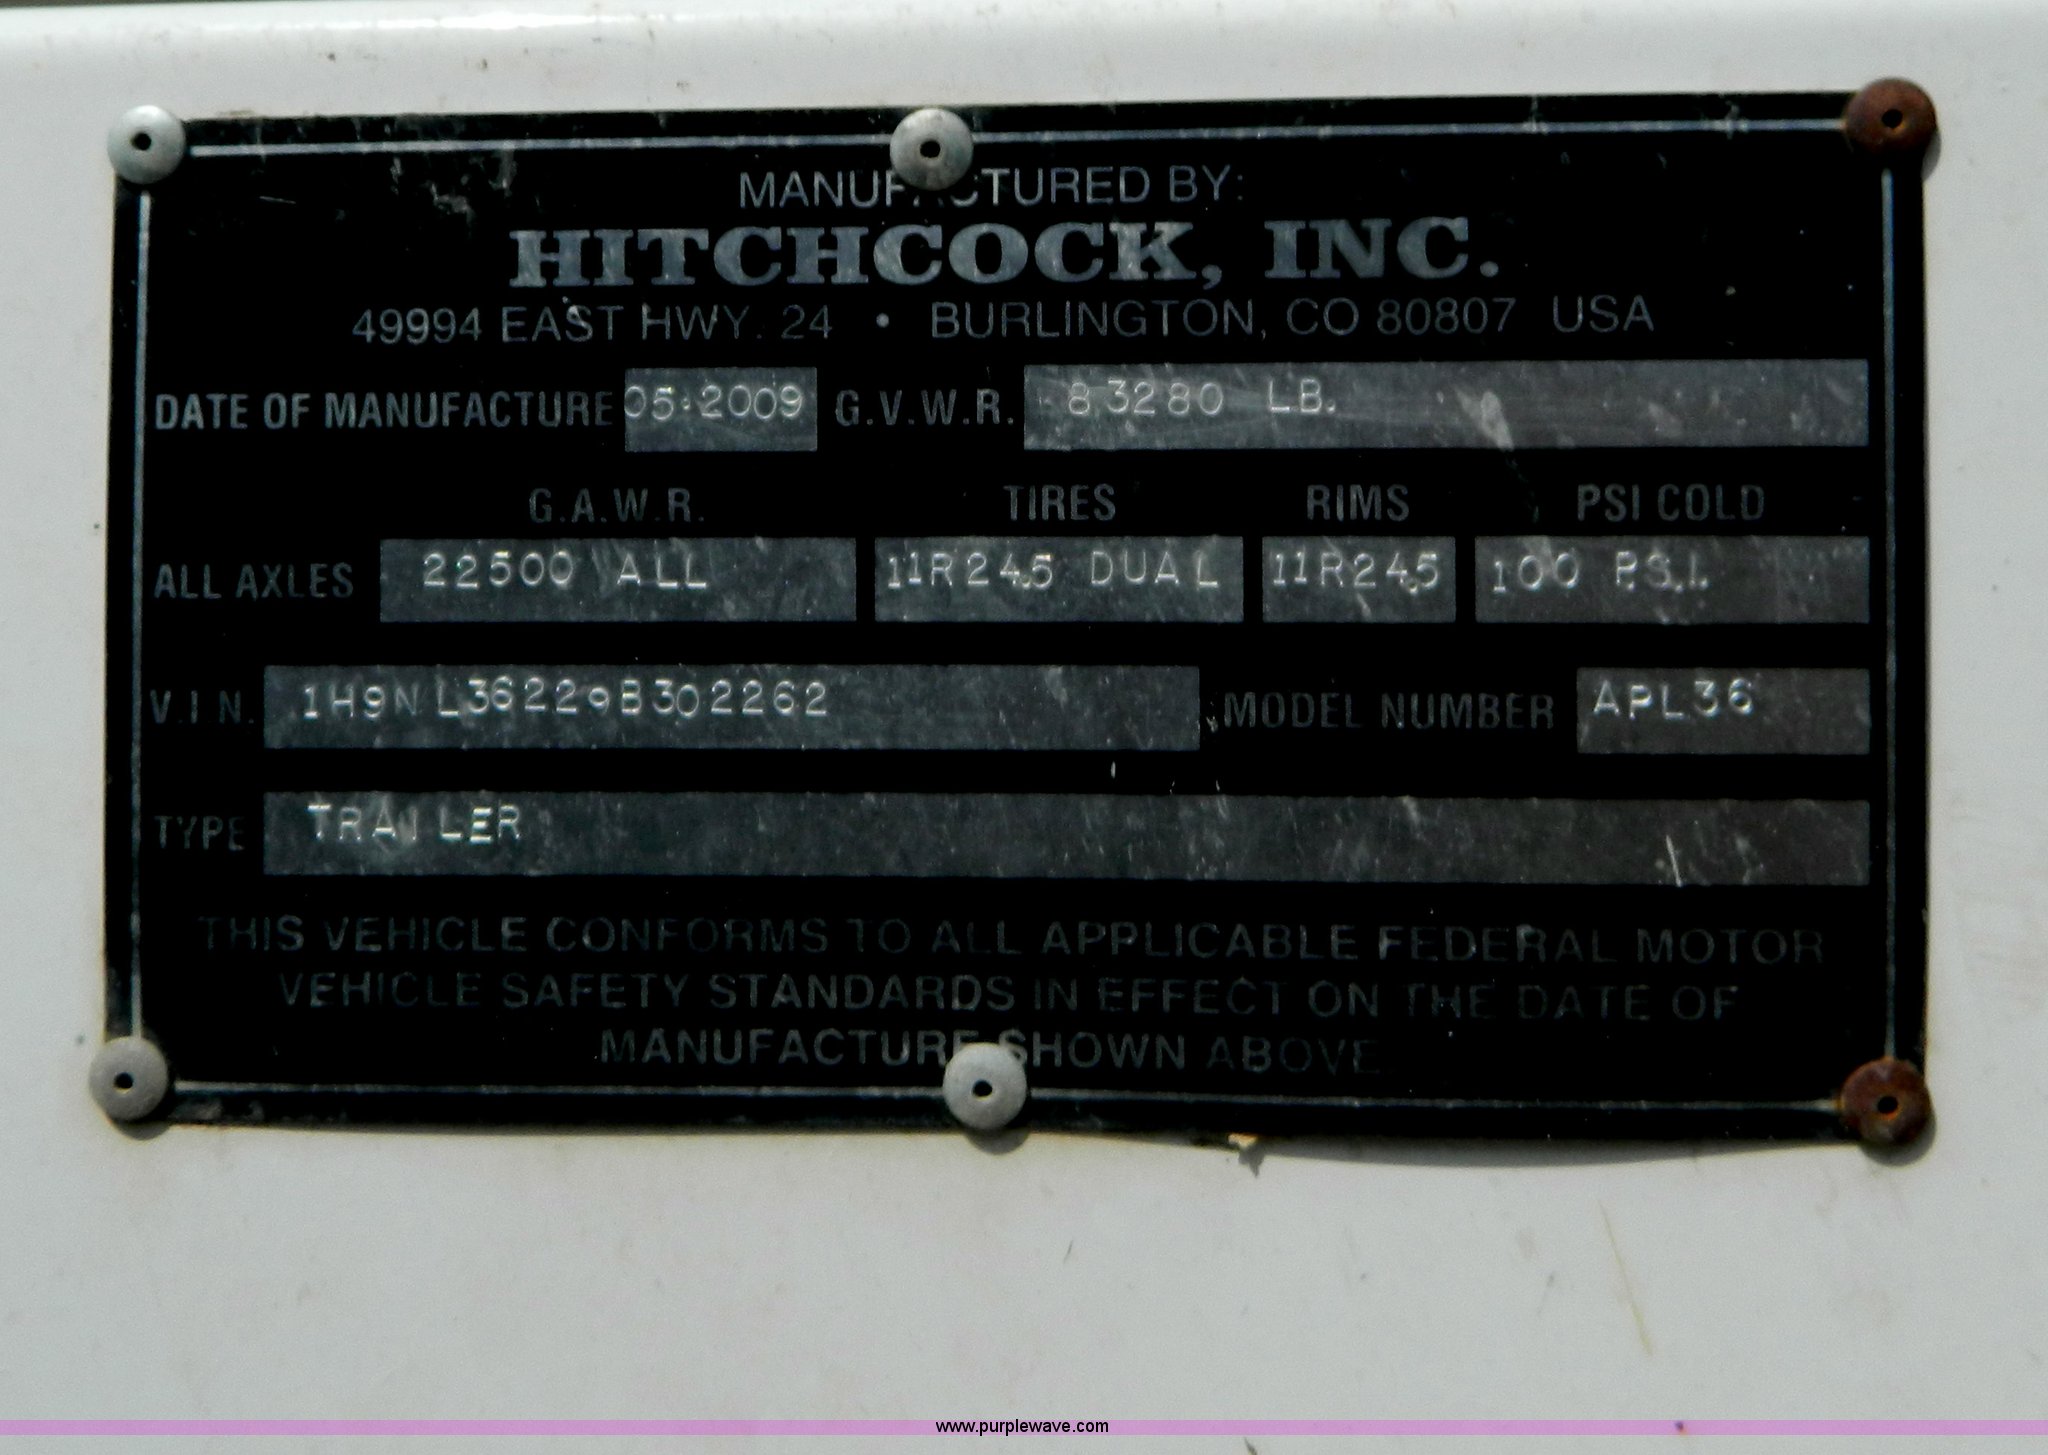 MANUFACTURED BY:
HITCHCOCK, INC.
49994 EAST HWY. 24 • BURLINGTON, CO 80807 USA
DATE OF MANUFACTURE 05:2009 G.V.W.R. 83280 LB.
G.A.W.R. TIRES RIMS PSI COLD
ALL AXLES 22500 ALL 11R24.5 DUAL 11R24.5 100 P.S.I.
V.I.N. 1H9NL36229B302262 MODEL NUMBER APL36
TYPE TRAILER
THIS VEHICLE CONFORMS TO ALL APPLICABLE FEDERAL MOTOR
VEHICLE SAFETY STANDARDS IN EFFECT ON THE DATE OF
MANUFACTURE SHOWN ABOVE.
www.purplewave.com